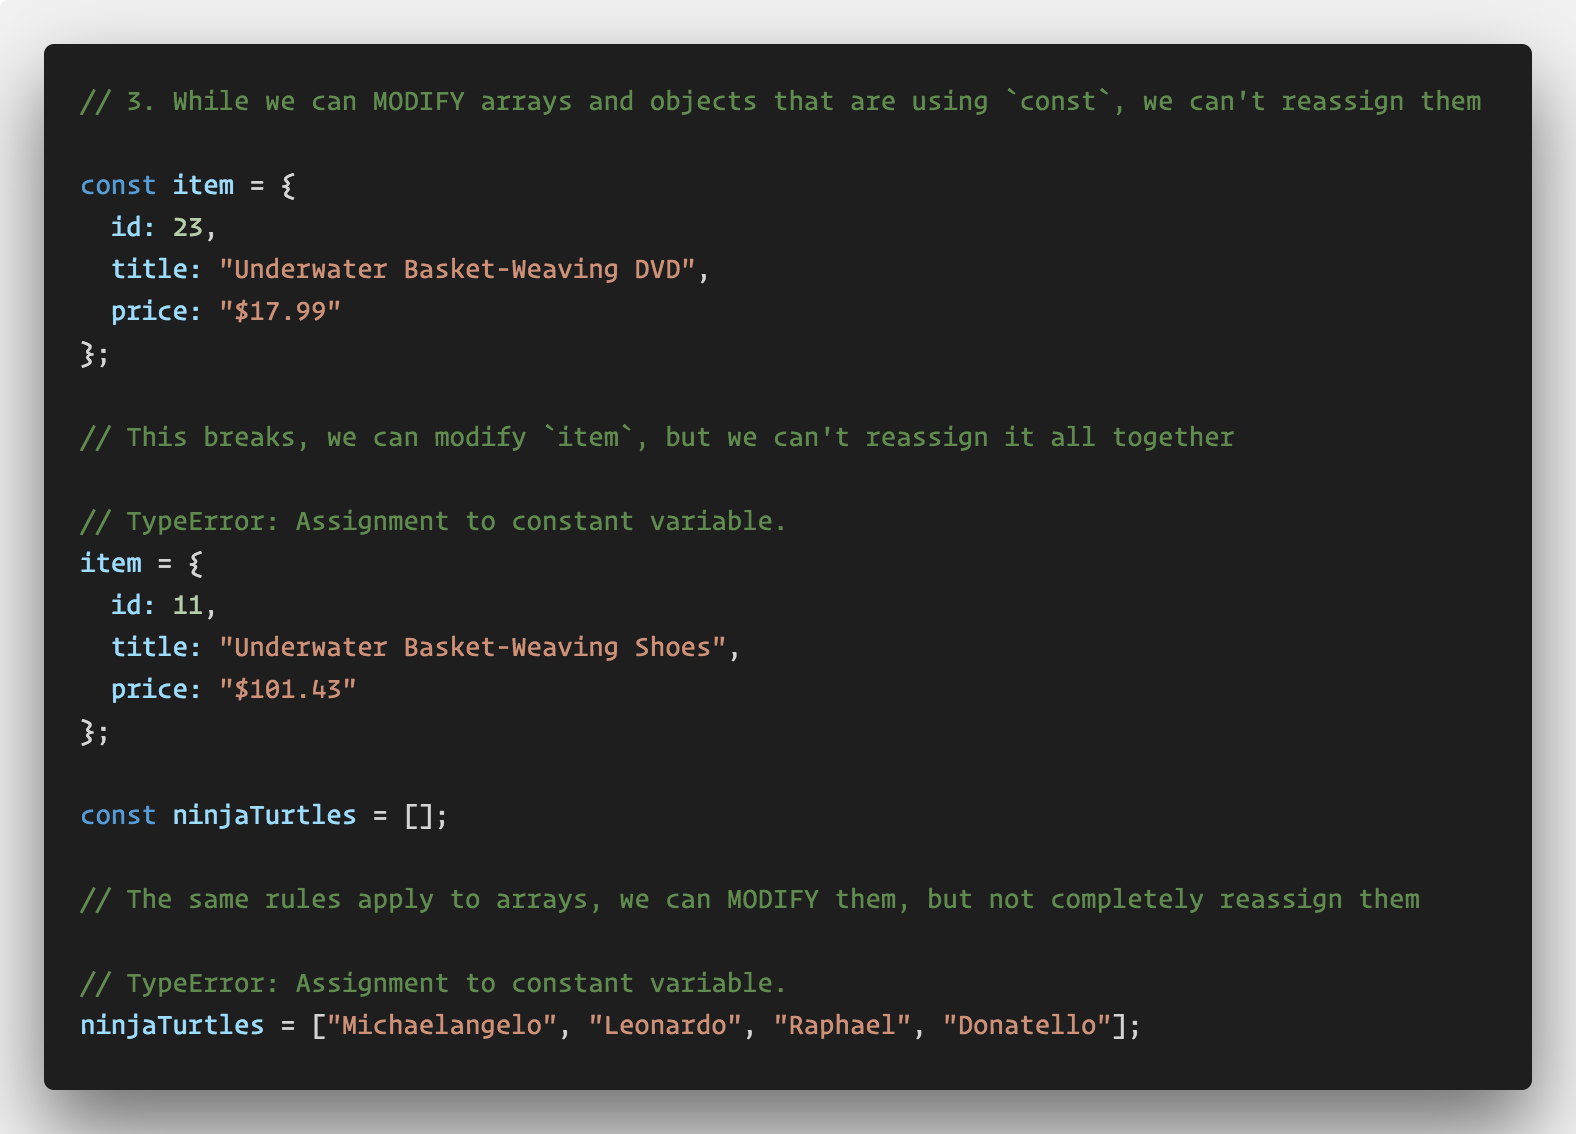 // 3. While we can MODIFY arrays and objects that are using `const`, we can't reassign them
const item = {
  id: 23,
  title: "Underwater Basket-Weaving DVD",
  price: "$17.99"
};
// This breaks, we can modify `item`, but we can't reassign it all together
// TypeError: Assignment to constant variable.
item = {
  id: 11,
  title: "Underwater Basket-Weaving Shoes",
  price: "$101.43"
};
const ninjaTurtles = [];
// The same rules apply to arrays, we can MODIFY them, but not completely reassign them
// TypeError: Assignment to constant variable.
ninjaTurtles = ["Michaelangelo", "Leonardo", "Raphael", "Donatello"];